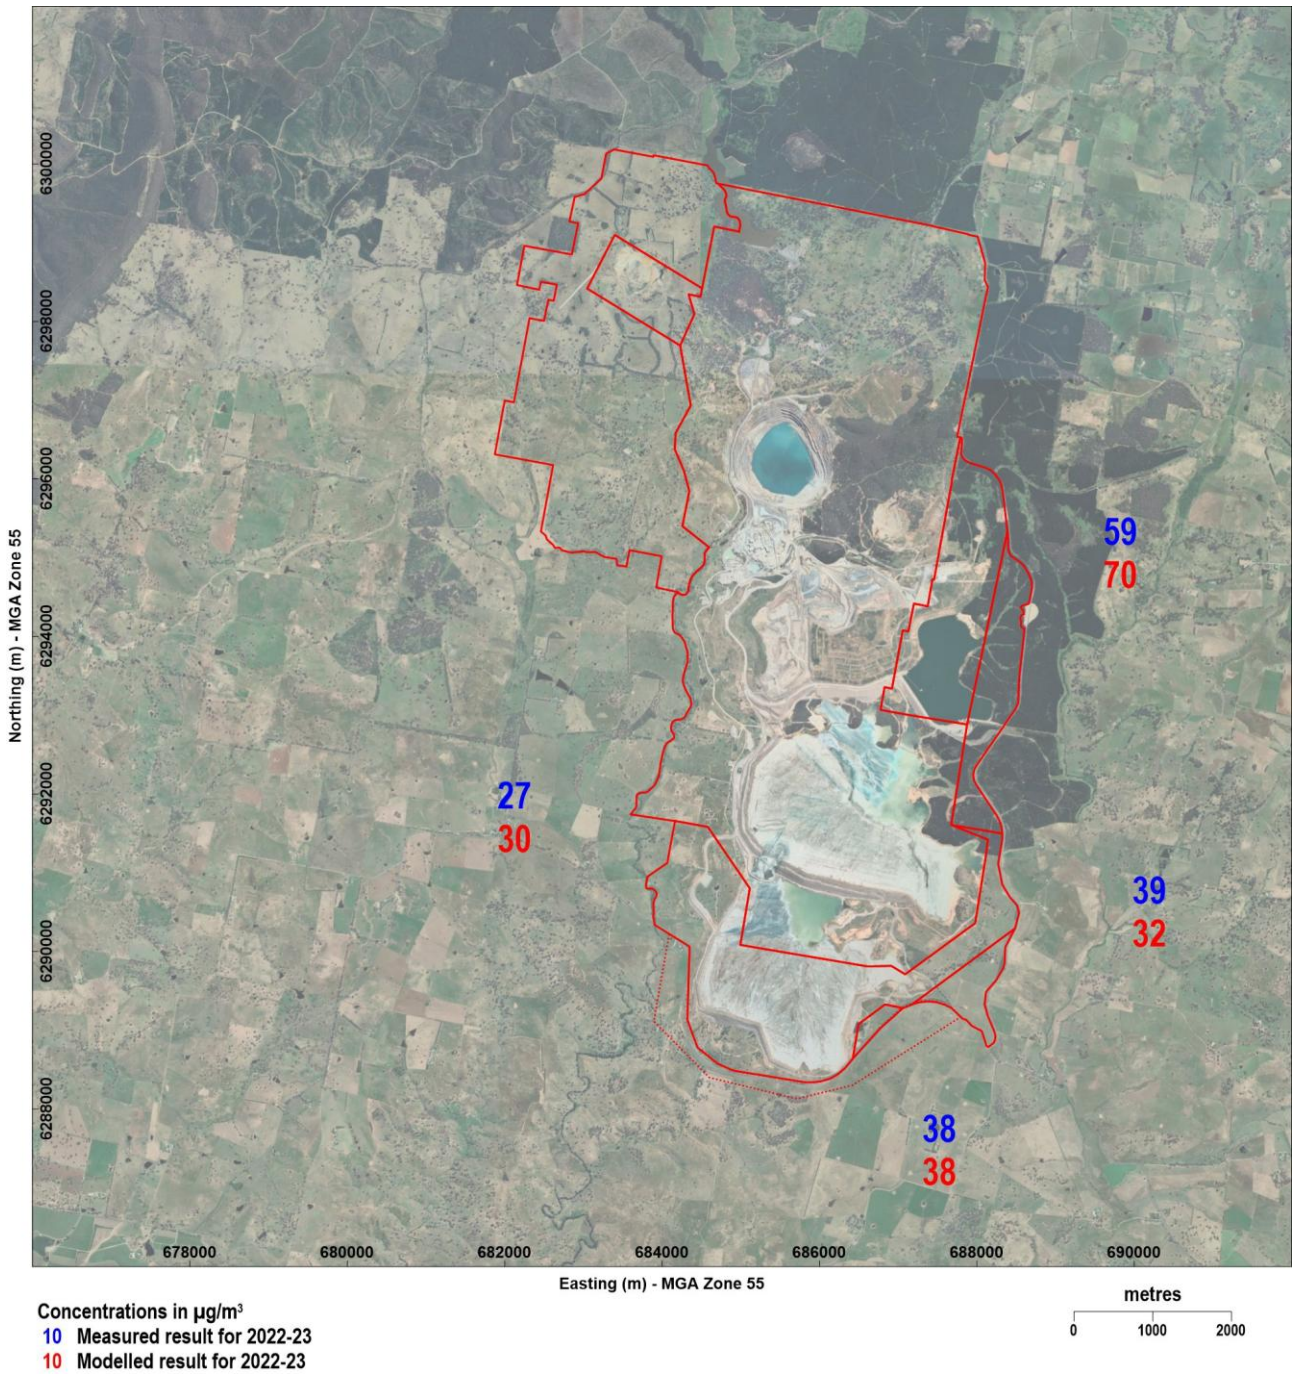 6300000
6298000
6296000
6294000
6292000
6290000
6288000
Northing (m) - MGA Zone 55
59
70
27
30
39
32
38
38
678000 680000 682000 684000 686000 688000 690000
Easting (m) - MGA Zone 55
Concentrations in µg/m³
10 Measured result for 2022-23
10 Modelled result for 2022-23
metres
0 1000 2000